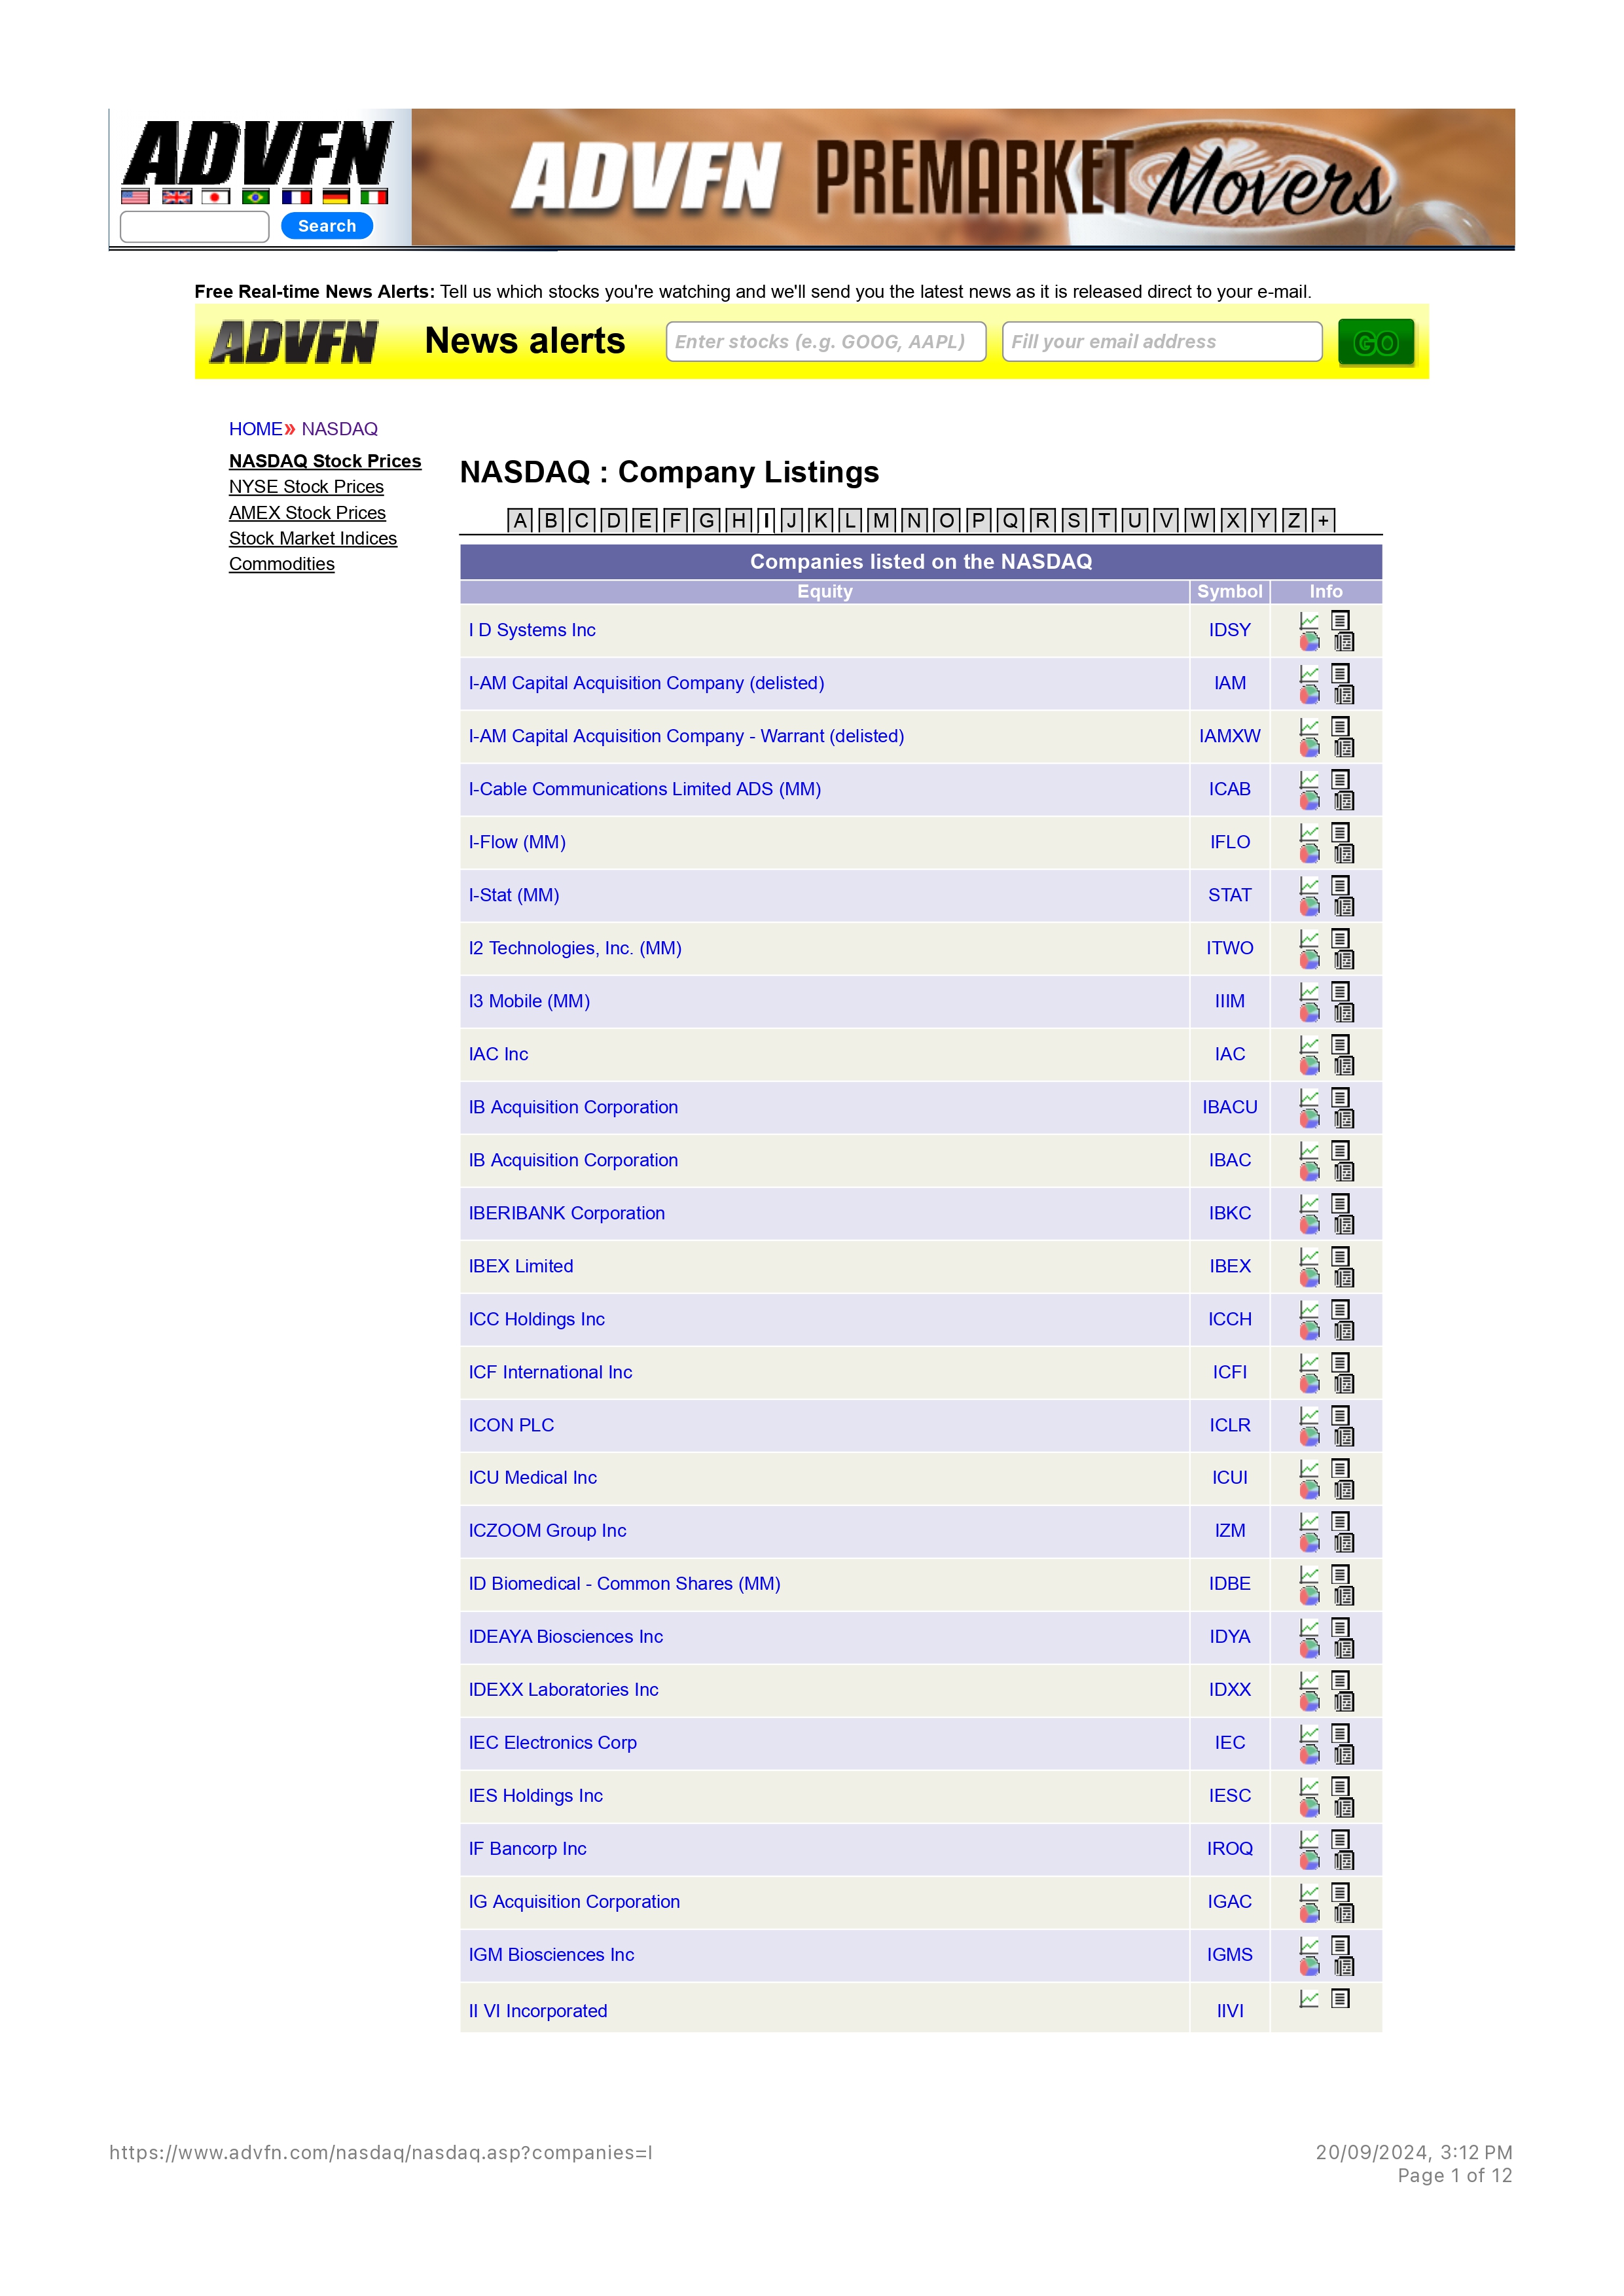 ADVFN
Search
ADVFN PREMARKET Movers
Free Real-time News Alerts: Tell us which stocks you're watching and we'll send you the latest news as it is released direct to your e-mail.
ADVFN News alerts Enter stocks (e.g. GOOG, AAPL) Fill your email address GO
HOME» NASDAQ
NASDAQ Stock Prices
NYSE Stock Prices
AMEX Stock Prices
Stock Market Indices
Commodities
NASDAQ : Company Listings
A B C D E F G H I J K L M N O P Q R S T U V W X Y Z +
Companies listed on the NASDAQ
Equity Symbol Info
I D Systems Inc IDSY
I-AM Capital Acquisition Company (delisted) IAM
I-AM Capital Acquisition Company - Warrant (delisted) IAMXW
I-Cable Communications Limited ADS (MM) ICAB
I-Flow (MM) IFLO
I-Stat (MM) STAT
I2 Technologies, Inc. (MM) ITWO
I3 Mobile (MM) IIIM
IAC Inc IAC
IB Acquisition Corporation IBACU
IB Acquisition Corporation IBAC
IBERIBANK Corporation IBKC
IBEX Limited IBEX
ICC Holdings Inc ICCH
ICF International Inc ICFI
ICON PLC ICLR
ICU Medical Inc ICUI
ICZOOM Group Inc IZM
ID Biomedical - Common Shares (MM) IDBE
IDEAYA Biosciences Inc IDYA
IDEXX Laboratories Inc IDXX
IEC Electronics Corp IEC
IES Holdings Inc IESC
IF Bancorp Inc IROQ
IG Acquisition Corporation IGAC
IGM Biosciences Inc IGMS
II VI Incorporated IIVI
https://www.advfn.com/nasdaq/nasdaq.asp?companies=I 20/09/2024, 3:12 PM
Page 1 of 12